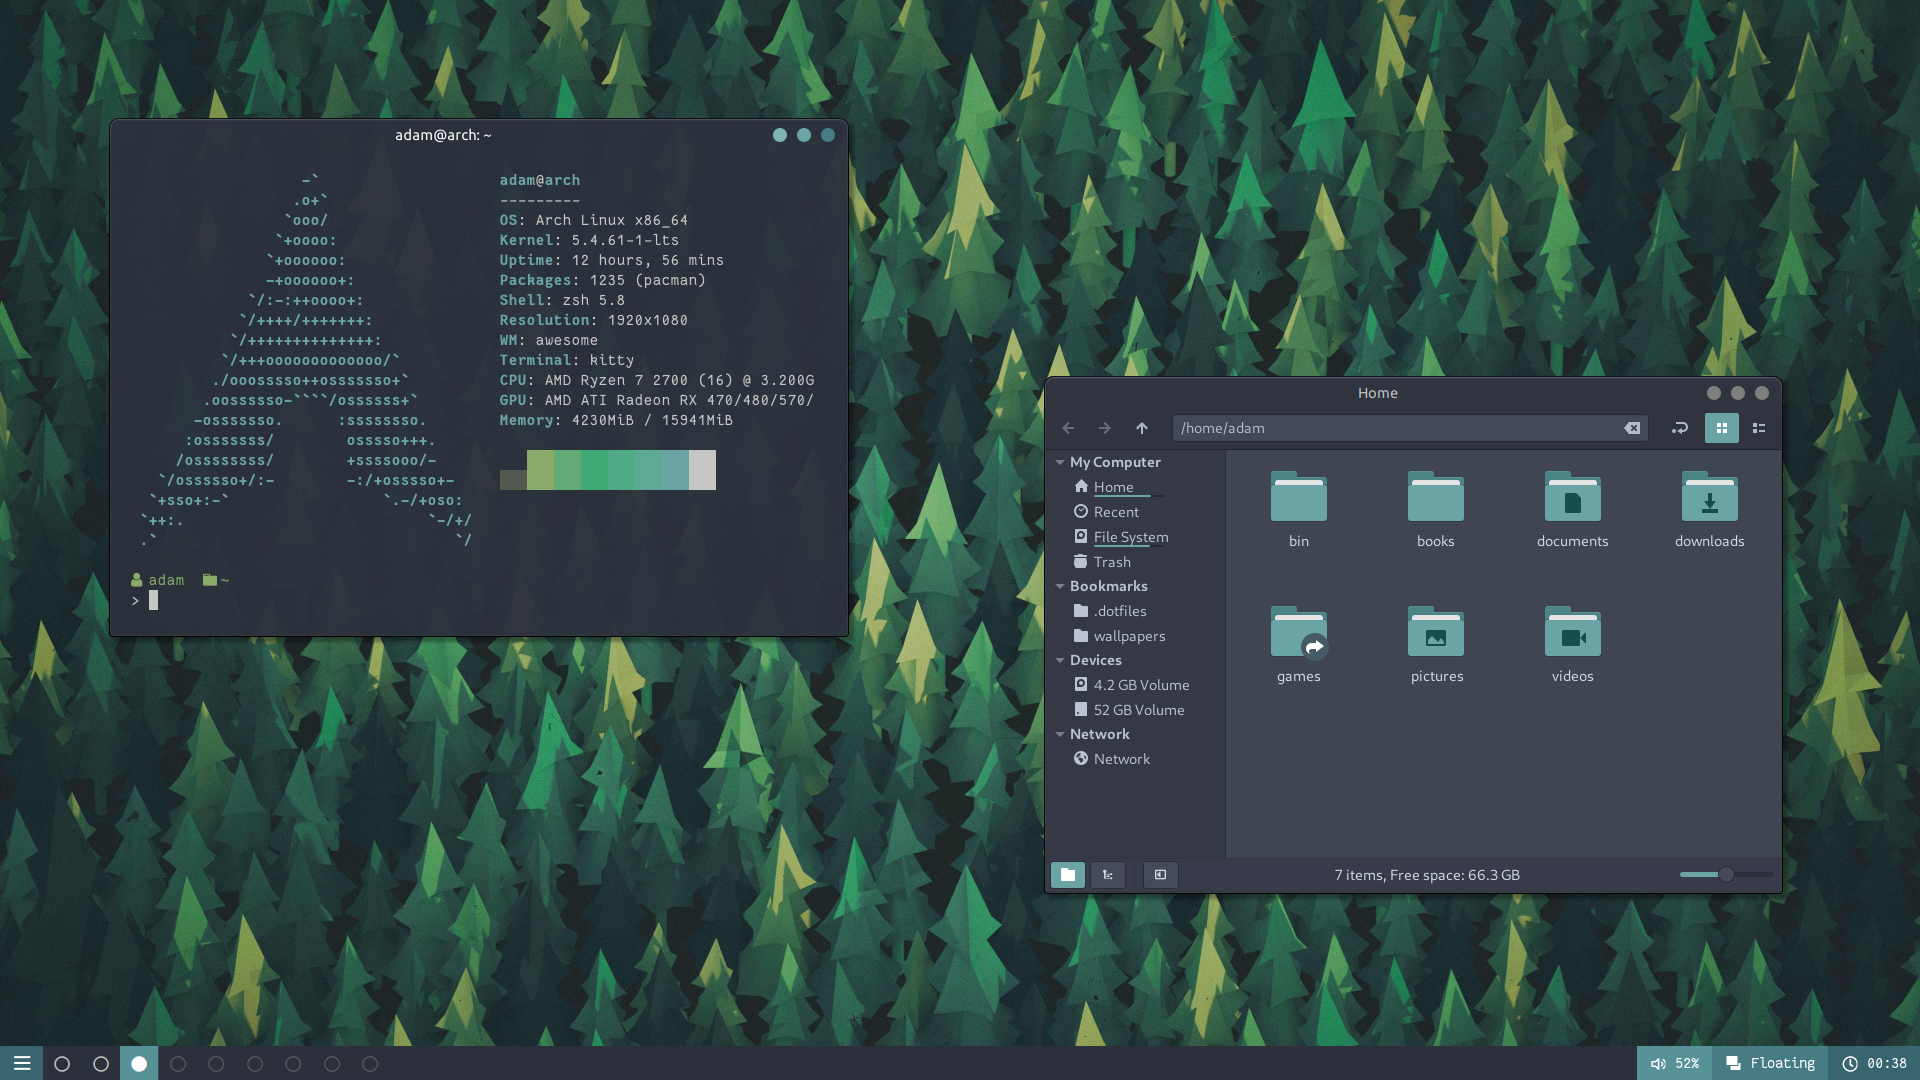 adam@arch: ~
-`
.o+`
`ooo/
`+oooo:
`+oooooo:
-+oooooo+:
`/:-:++oooo+:
`/++++/+++++++:
`/++++++++++++++:
`/+++ooooooooooooo/`
./ooosssso++osssssso+`
.oossssso-````/ossssss+`
-osssssso.      :ssssssso.
:osssssss/        osssso+++.
/ossssssss/        +ssssooo/-
`/ossssso+/:-        -:/+osssso+-
`+sso+:-`                 `.-/+oso:
`++:.                           `-/+/
.`                                 `/
adam@arch
---------
OS: Arch Linux x86_64
Kernel: 5.4.61-1-lts
Uptime: 12 hours, 56 mins
Packages: 1235 (pacman)
Shell: zsh 5.8
Resolution: 1920x1080
WM: awesome
Terminal: kitty
CPU: AMD Ryzen 7 2700 (16) @ 3.200G
GPU: AMD ATI Radeon RX 470/480/570/
Memory: 4230MiB / 15941MiB
adam ~
>
Home
/home/adam
My Computer
Home
Recent
File System
Trash
Bookmarks
.dotfiles
wallpapers
Devices
4.2 GB Volume
52 GB Volume
Network
Network
bin
books
documents
downloads
games
pictures
videos
7 items, Free space: 66.3 GB
52%
Floating
00:38